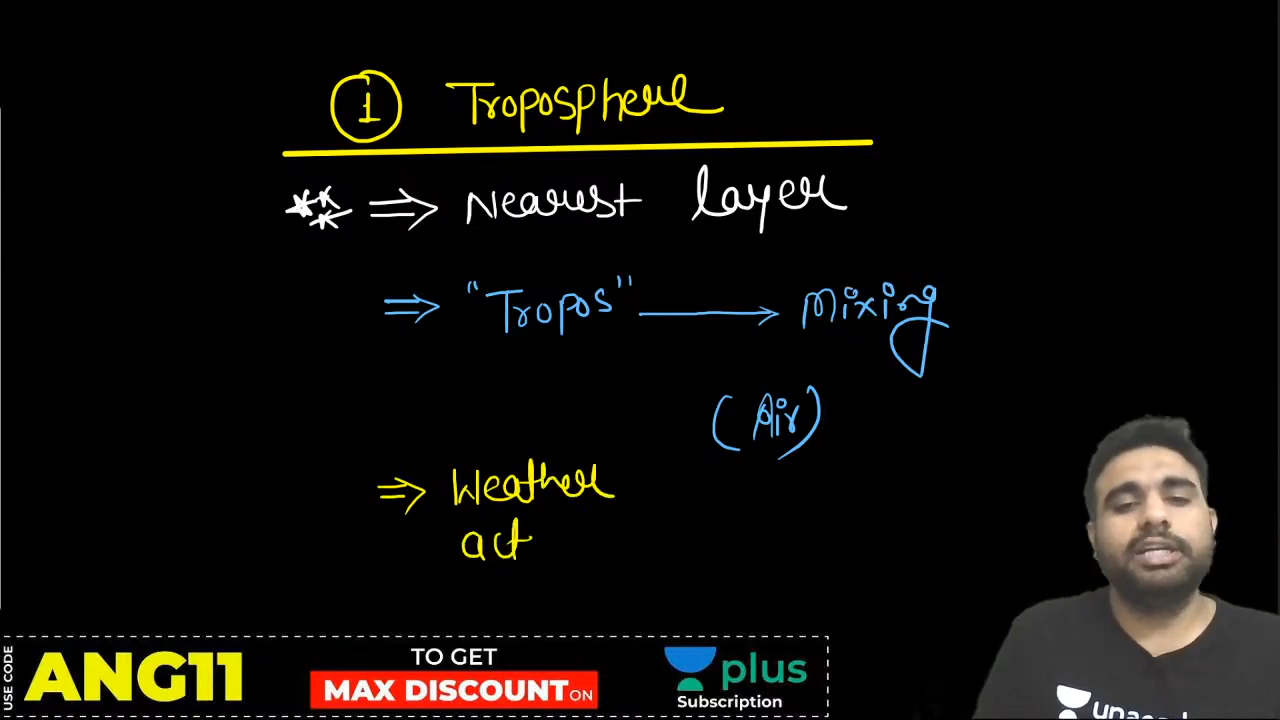 1 Troposphere
*** ⇒ Nearest layer
⇒ "Tropos" → Mixing
(Air)
⇒ Weather
act
USE CODE
ANG11
TO GET
MAX DISCOUNT ON
plus
Subscription